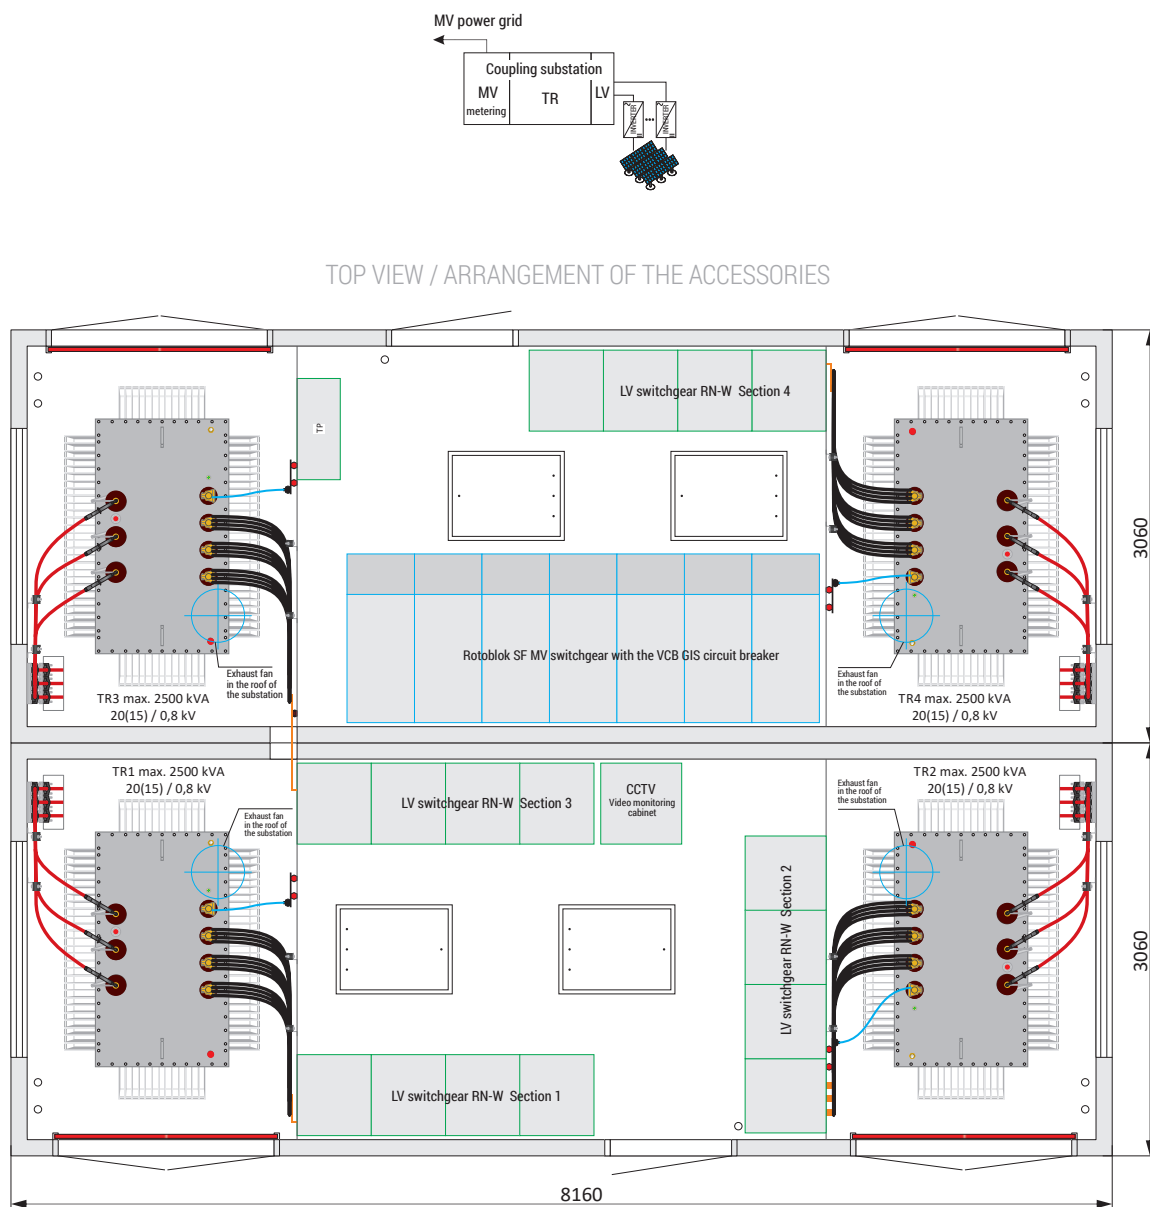 MV power grid
Coupling substation
MV
metering
TR
LV
INVERTER
INVERTER
TOP VIEW / ARRANGEMENT OF THE ACCESSORIES
LV switchgear RN-W Section 4
TP
3060
Rotoblok SF MV switchgear with the VCB GIS circuit breaker
Exhaust fan
in the roof of
the substation
Exhaust fan
in the roof of
the substation
TR3 max. 2500 kVA
20(15) / 0,8 kV
TR4 max. 2500 kVA
20(15) / 0,8 kV
TR1 max. 2500 kVA
20(15) / 0,8 kV
TR2 max. 2500 kVA
20(15) / 0,8 kV
Exhaust fan
in the roof of
the substation
LV switchgear RN-W Section 3
CCTV
Video monitoring
cabinet
Exhaust fan
in the roof of
the substation
LV switchgear RN-W Section 2
3060
LV switchgear RN-W Section 1
8160